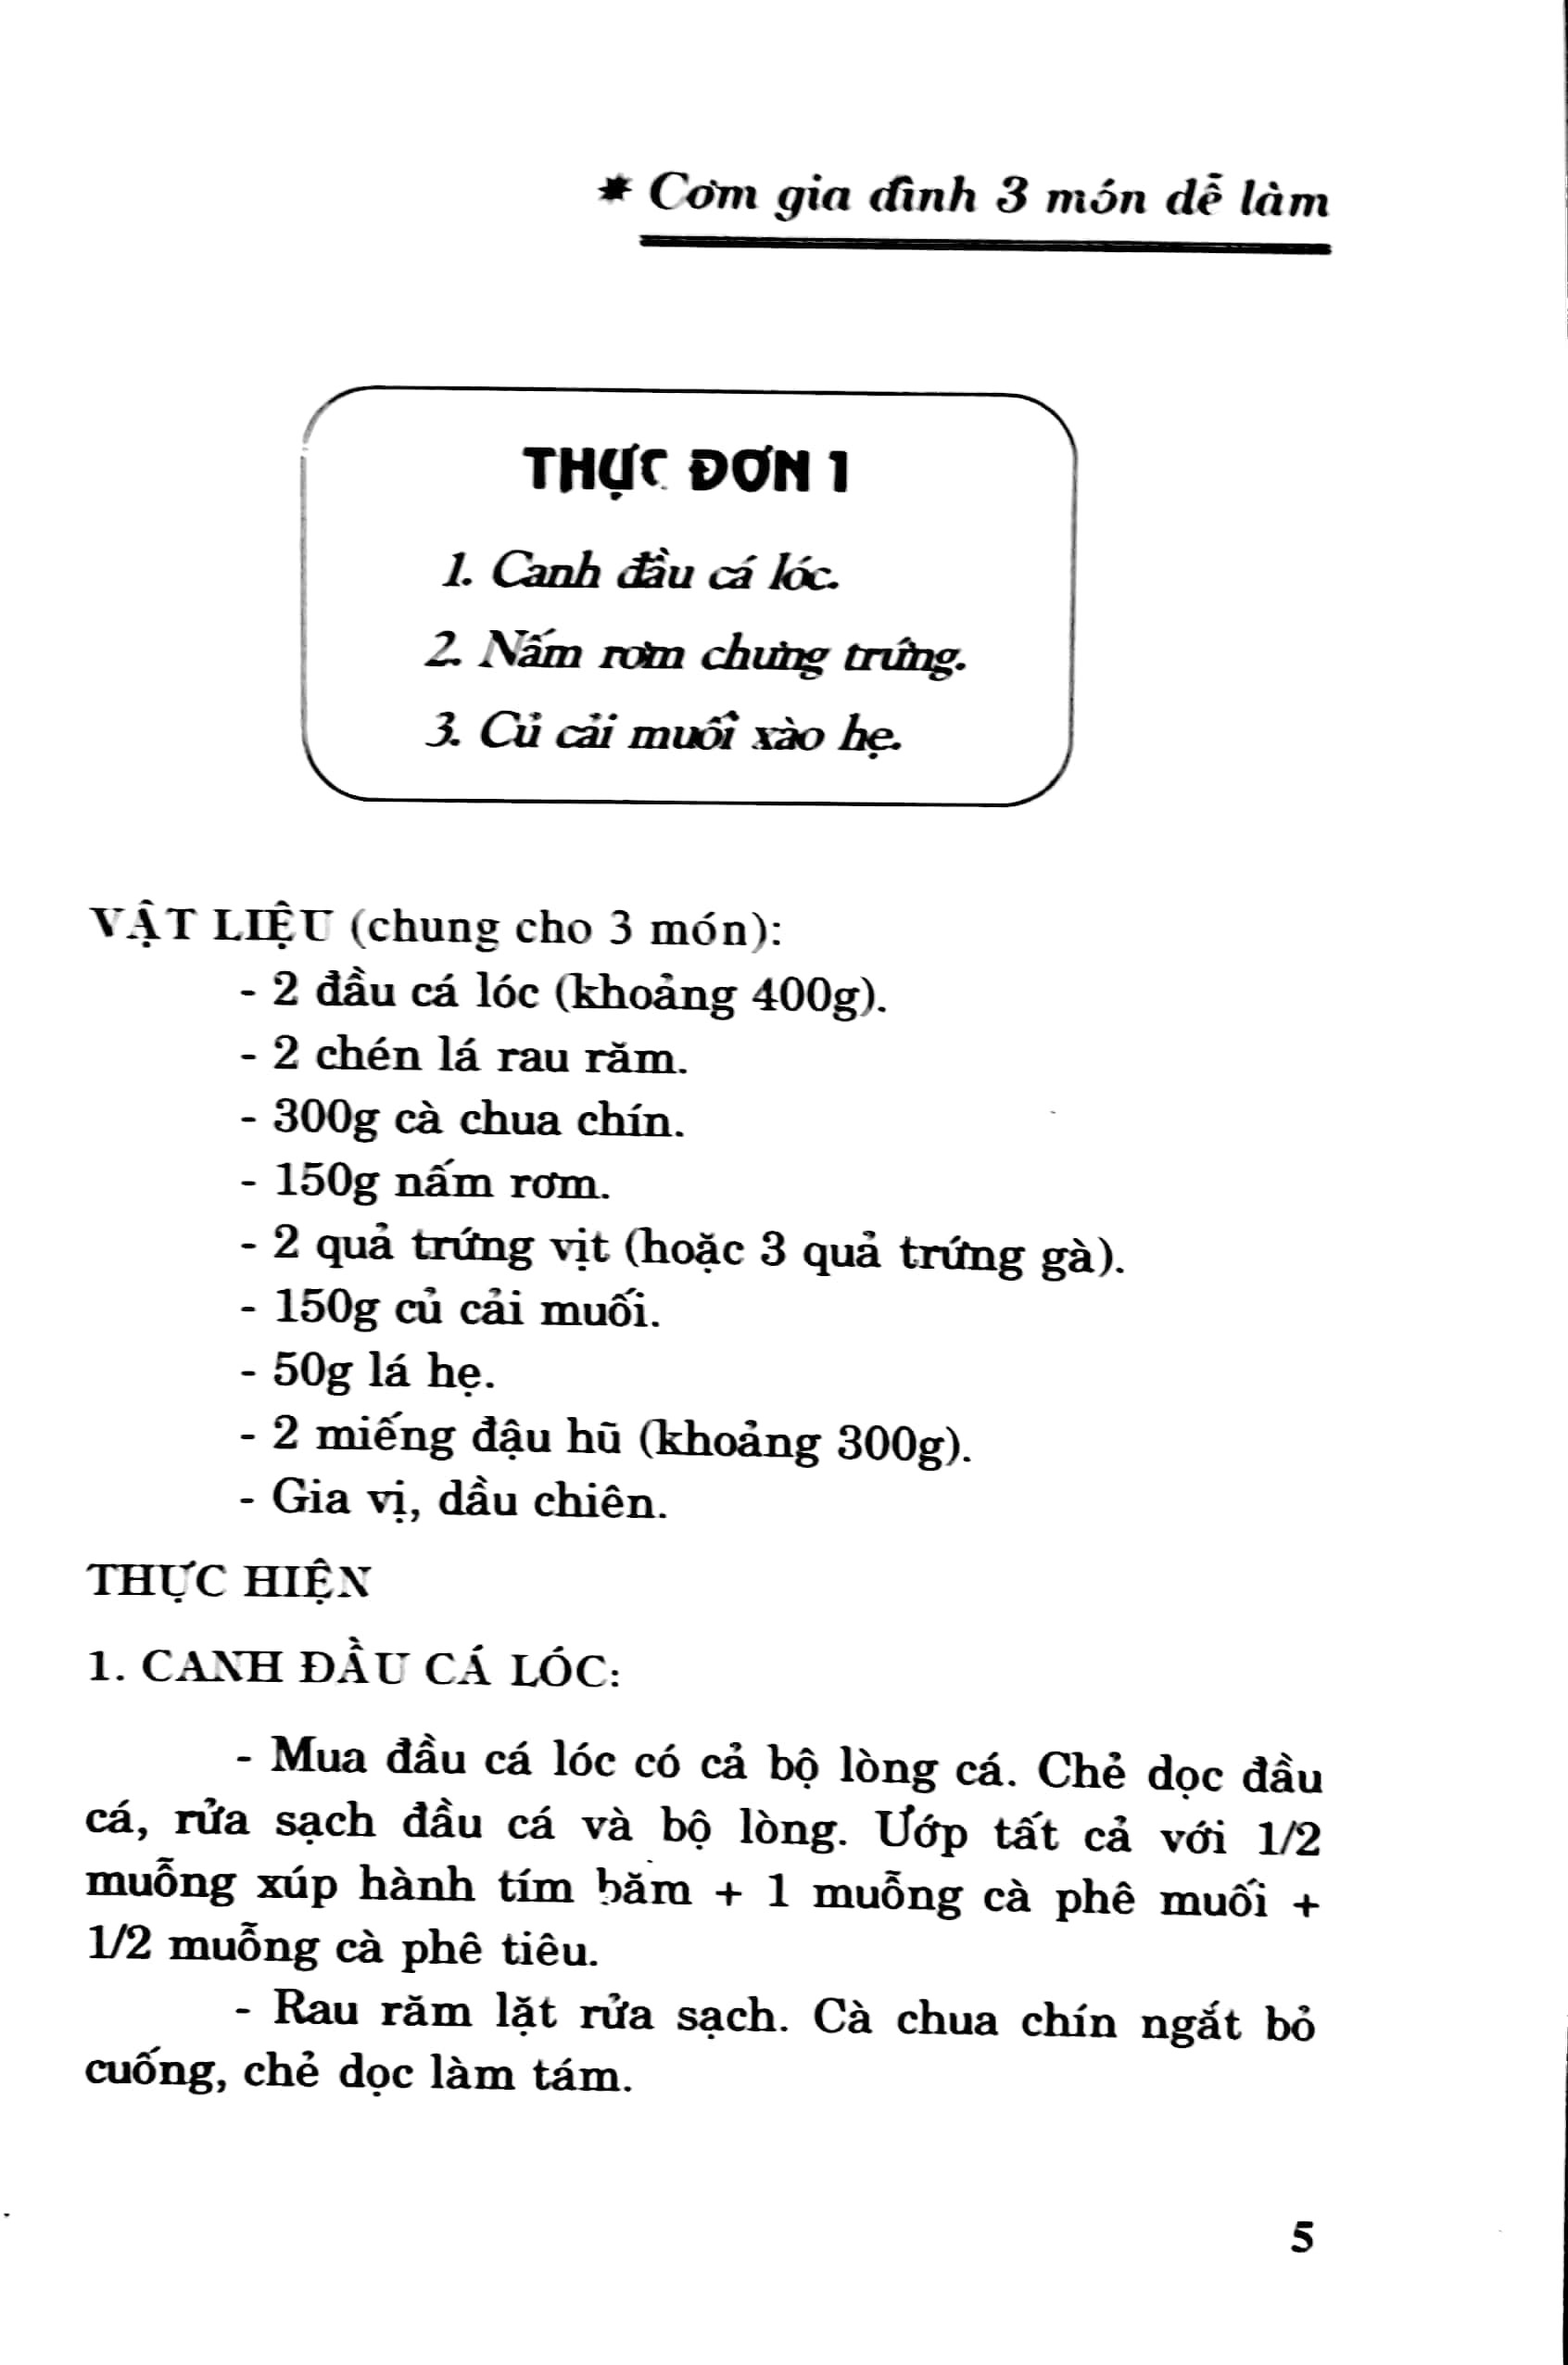 * Cơm gia đình 3 món dễ làm
THỰC ĐƠN 1
1. Canh đầu cá lóc.
2. Nấm rơm chưng trứng.
3. Củ cải muối xào hẹ.
VẬT LIỆU (chung cho 3 món):
- 2 đầu cá lóc (khoảng 400g).
- 2 chén lá rau răm.
- 300g cà chua chín.
- 150g nấm rơm.
- 2 quả trứng vịt (hoặc 3 quả trứng gà).
- 150g củ cải muối.
- 50g lá hẹ.
- 2 miếng đậu hũ (khoảng 300g).
- Gia vị, dầu chiên.
THỰC HIỆN
1. CANH ĐẦU CÁ LÓC:
- Mua đầu cá lóc có cả bộ lòng cá. Chẻ dọc đầu
cá, rửa sạch đầu cá và bộ lòng. Ướp tất cả với 1/2
muỗng xúp hành tím bằm + 1 muỗng cà phê muối +
1/2 muỗng cà phê tiêu.
- Rau răm lặt rửa sạch. Cà chua chín ngắt bỏ
cuống, chẻ dọc làm tám.
5